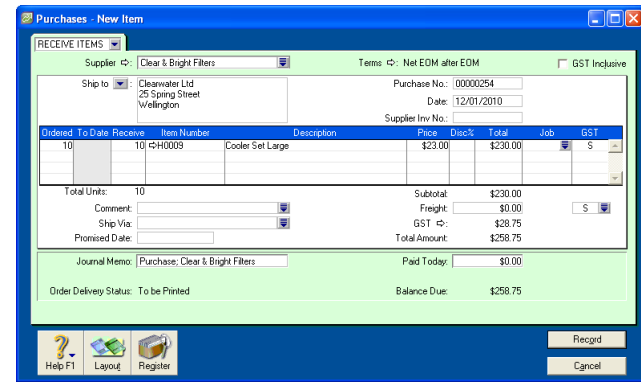 Purchases - New Item
RECEIVE ITEMS
Supplier ⇨: Clear & Bright Filters
Terms ⇨: Net EOM after EOM
GST Inclusive
Ship to : Clearwater Ltd
25 Spring Street
Wellington
Purchase No.: 00000254
Date: 12/01/2010
Supplier Inv No.:
Ordered To Date Receive Item Number Description Price Disc% Total Job GST
10 10 ⇨H0009 Cooler Set Large $23.00 $230.00 S
Total Units: 10
Subtotal: $230.00
Comment:
Freight: $0.00 S
Ship Via:
GST ⇨: $28.75
Promised Date:
Total Amount: $258.75
Journal Memo: Purchase; Clear & Bright Filters
Paid Today: $0.00
Order Delivery Status: To be Printed
Balance Due: $258.75
Help F1 Layout Register
Record
Cancel